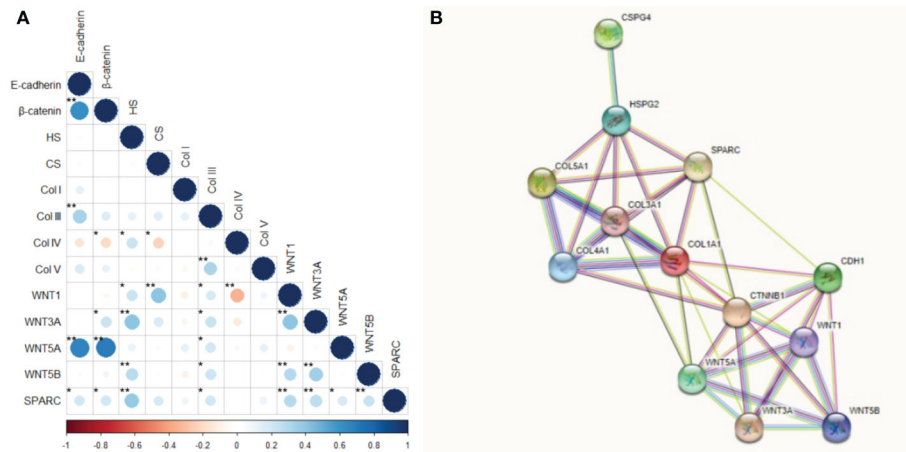 A
B
E-cadherin
β-catenin
HS
CS
Col I
Col III
Col IV
Col V
WNT1
WNT3A
WNT5A
WNT5B
SPARC
E-cadherin
β-catenin **
HS
CS
Col I
Col III ** 
Col IV * * *
Col V **
WNT1 * ** * **
WNT3A * ** * **
WNT5A ** ** *
WNT5B ** * ** **
SPARC * * ** * ** ** * **
-1 -0.8 -0.6 -0.4 -0.2 0 0.2 0.4 0.6 0.8 1
CSPG4
HSPG2
SPARC
COL5A1
COL3A1
COL1A1
COL4A1
CDH1
CTNNB1
WNT1
WNT5A
WNT3A
WNT5B